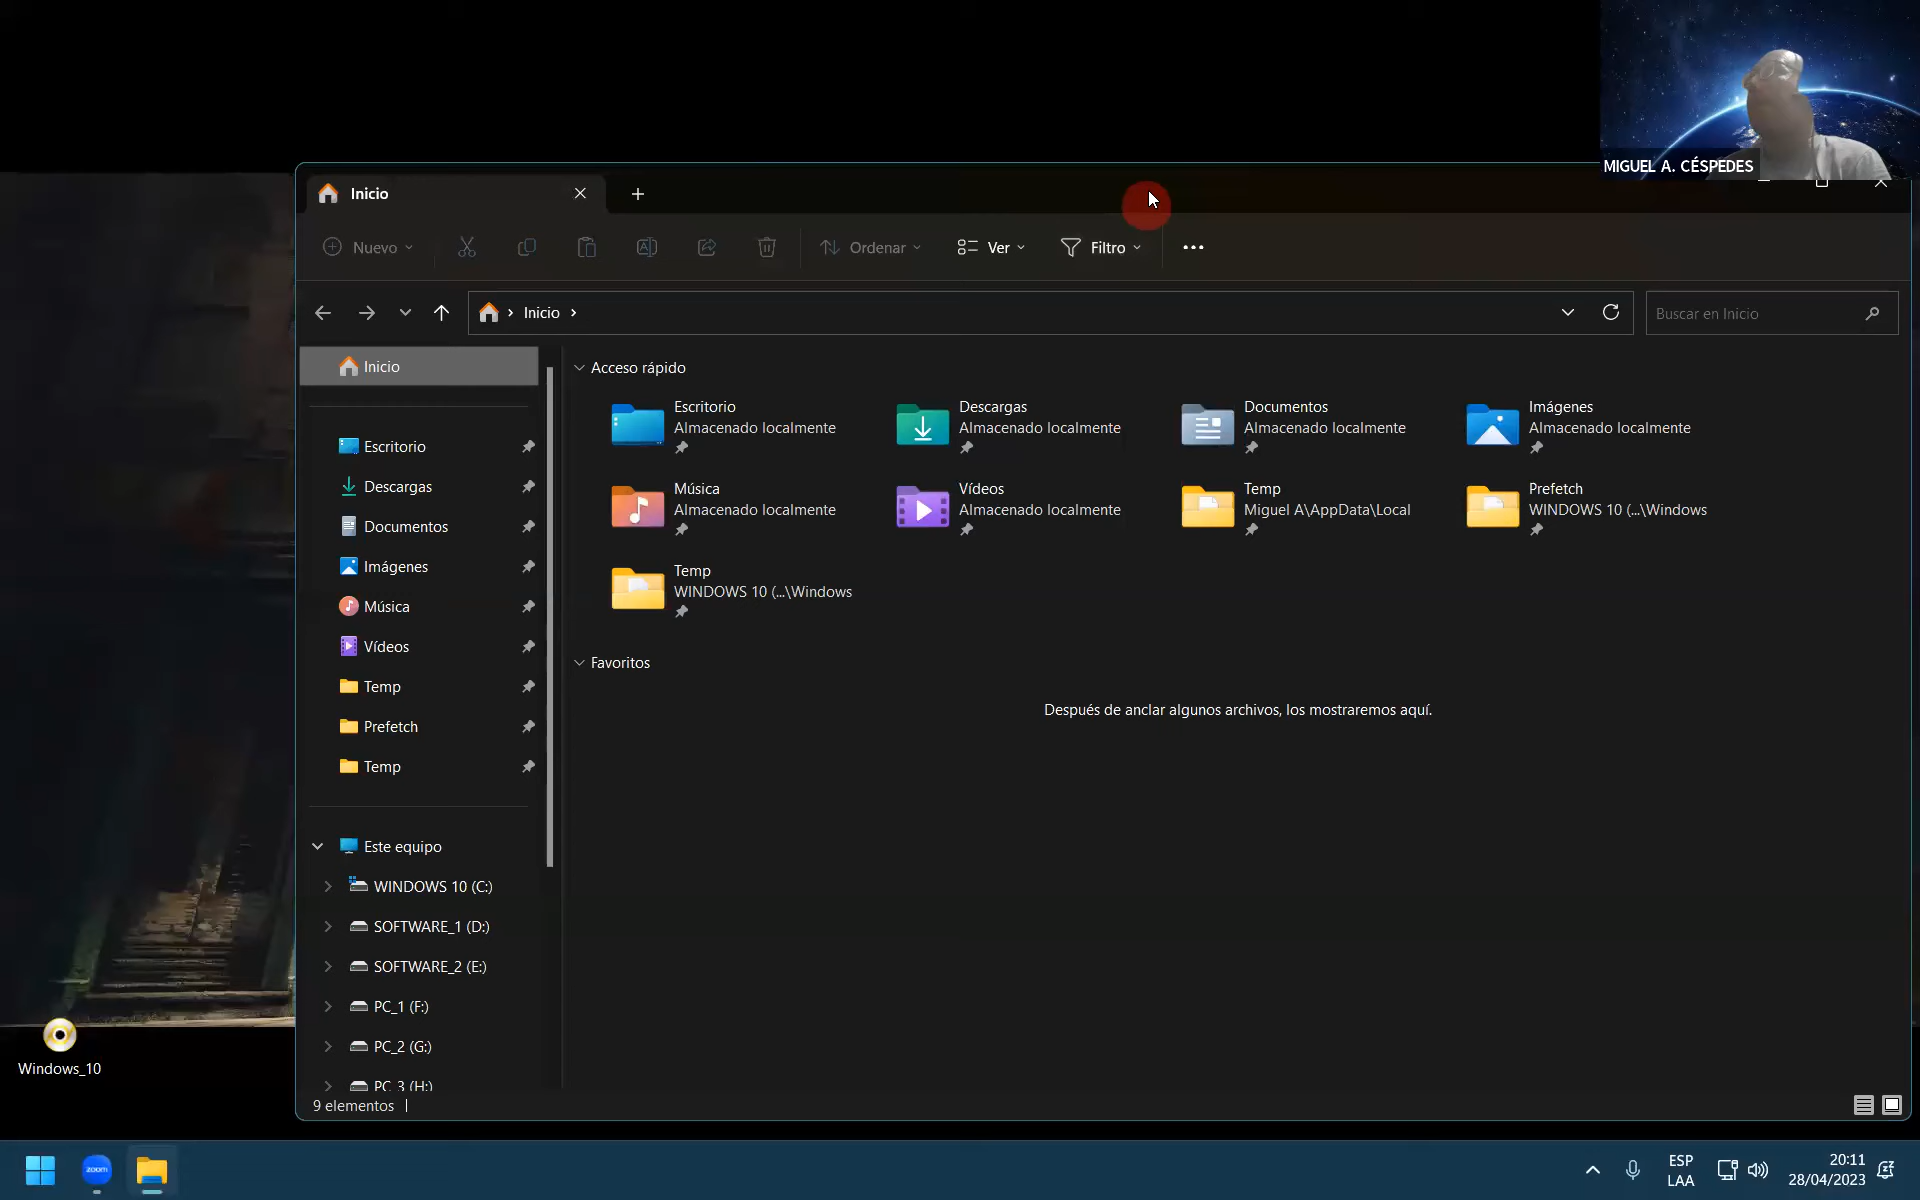 MIGUEL A. CÉSPEDES
Inicio
Nuevo
Ordenar
Ver
Filtro
Inicio
Buscar en Inicio
Inicio
Escritorio
Descargas
Documentos
Imágenes
Música
Vídeos
Temp
Prefetch
Temp
Este equipo
WINDOWS 10 (C:)
SOFTWARE_1 (D:)
SOFTWARE_2 (E:)
PC_1 (F:)
PC_2 (G:)
PC_3 (H:)
Acceso rápido
Escritorio
Almacenado localmente
Descargas
Almacenado localmente
Documentos
Almacenado localmente
Imágenes
Almacenado localmente
Música
Almacenado localmente
Vídeos
Almacenado localmente
Temp
Miguel A\AppData\Local
Prefetch
WINDOWS 10 (...\Windows
Temp
WINDOWS 10 (...\Windows
Favoritos
Después de anclar algunos archivos, los mostraremos aquí.
9 elementos
Windows_10
zoom
ESP
LAA
20:11
28/04/2023